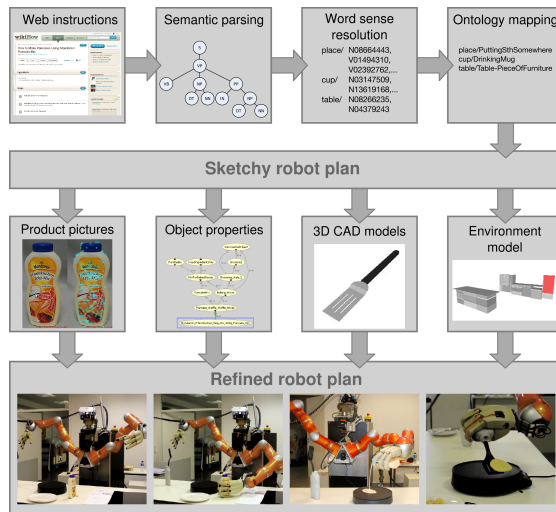 Web instructions
Semantic parsing
Word sense
resolution
Ontology mapping
wikiHow
S
VP
VB
NP
PP
DT
NN
IN
NP
DT
NN
place/ N08664443,
V01494310,
V02392762,...
cup/ N03147509,
N13619168,...
table/ N08266235,
N04379243
place/PuttingSthSomewhere
cup/DrinkingMug
table/Table-PieceOfFurniture
Sketchy robot plan
Product pictures
Object properties
3D CAD models
Environment
model
Refined robot plan